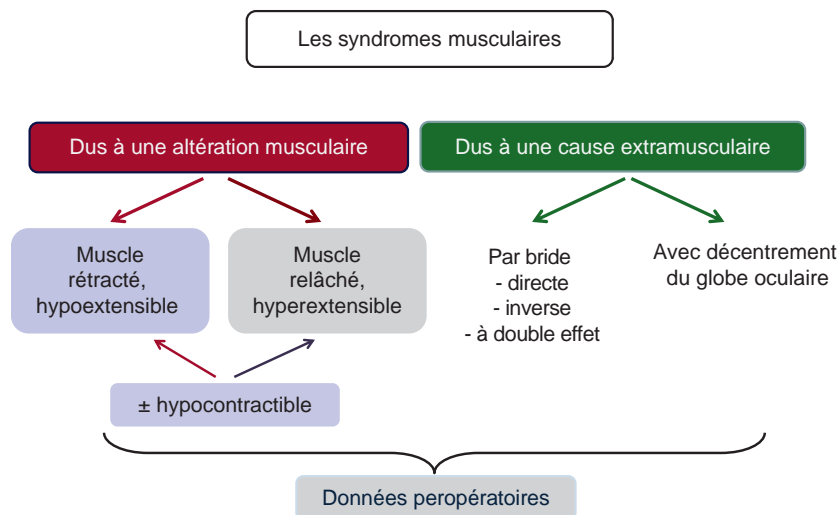 Les syndromes musculaires
Dus à une altération musculaire
Dus à une cause extramusculaire
Muscle
rétracté,
hypoextensible
Muscle
relâché,
hyperextensible
Par bride
- directe
- inverse
- à double effet
Avec décentrement
du globe oculaire
± hypocontractible
Données peropératoires